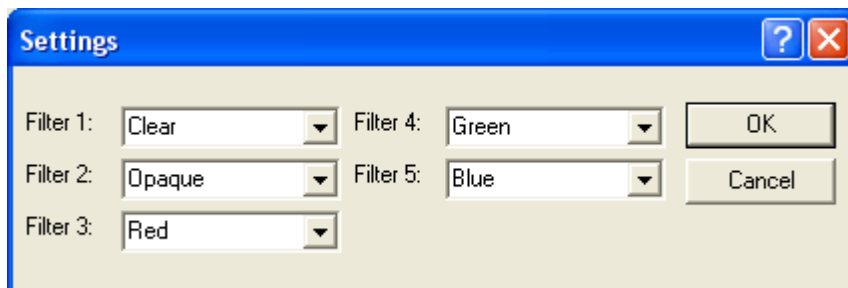 Settings
Filter 1: Clear Filter 4: Green OK
Filter 2: Opaque Filter 5: Blue Cancel
Filter 3: Red